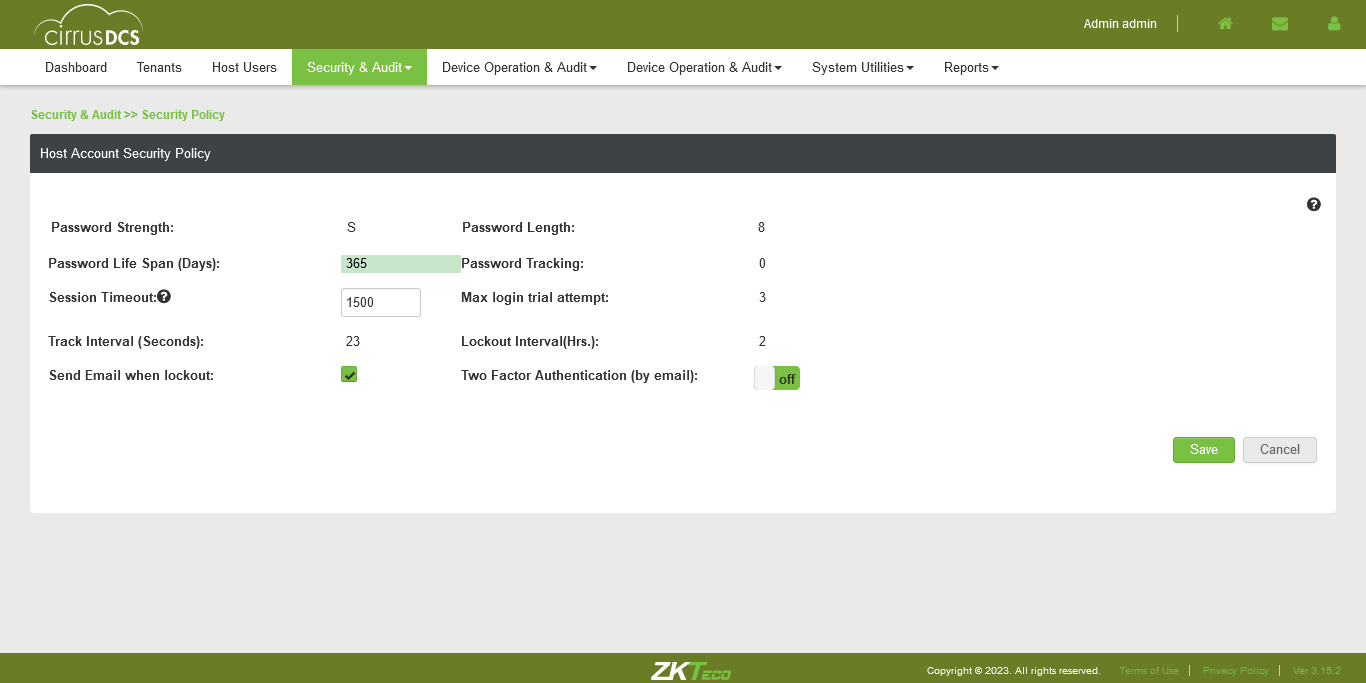 cirrusDCS
Admin admin
Dashboard Tenants Host Users Security & Audit Device Operation & Audit Device Operation & Audit System Utilities Reports
Security & Audit >> Security Policy
Host Account Security Policy
Password Strength: S Password Length: 8
Password Life Span (Days): 365 Password Tracking: 0
Session Timeout: 1500 Max login trial attempt: 3
Track Interval (Seconds): 23 Lockout Interval(Hrs.): 2
Send Email when lockout: Two Factor Authentication (by email): off
Save Cancel
ZKTeco Copyright © 2023. All rights reserved. Terms of Use Privacy Policy Ver 3.15.2